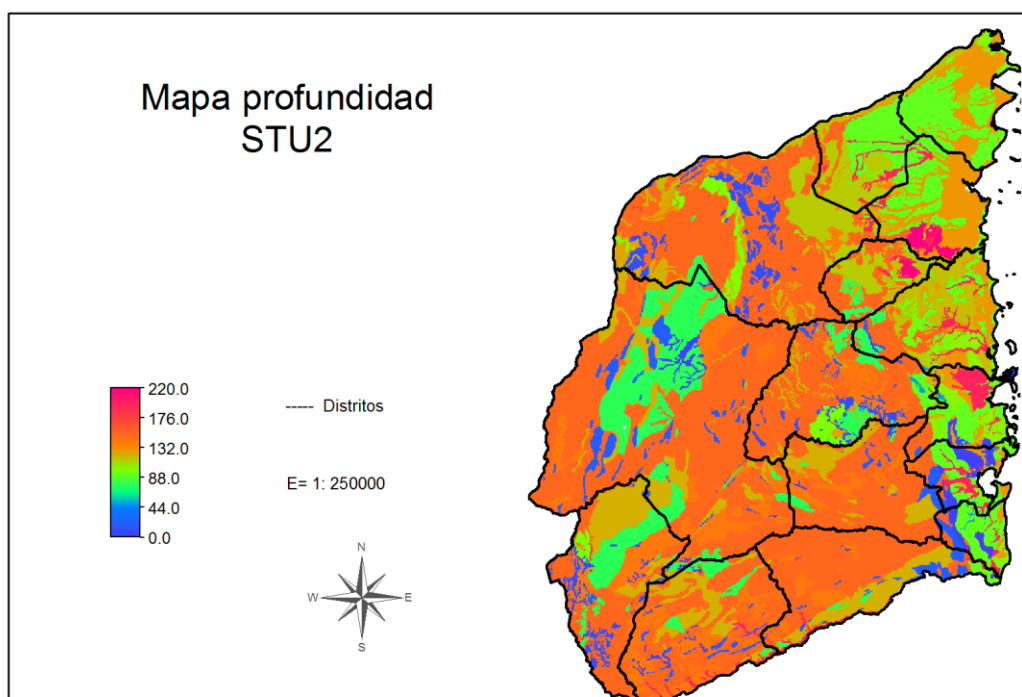 Mapa profundidad
STU2
220.0
176.0
132.0
88.0
44.0
0.0
----- Distritos
E= 1: 250000
N
W
E
S